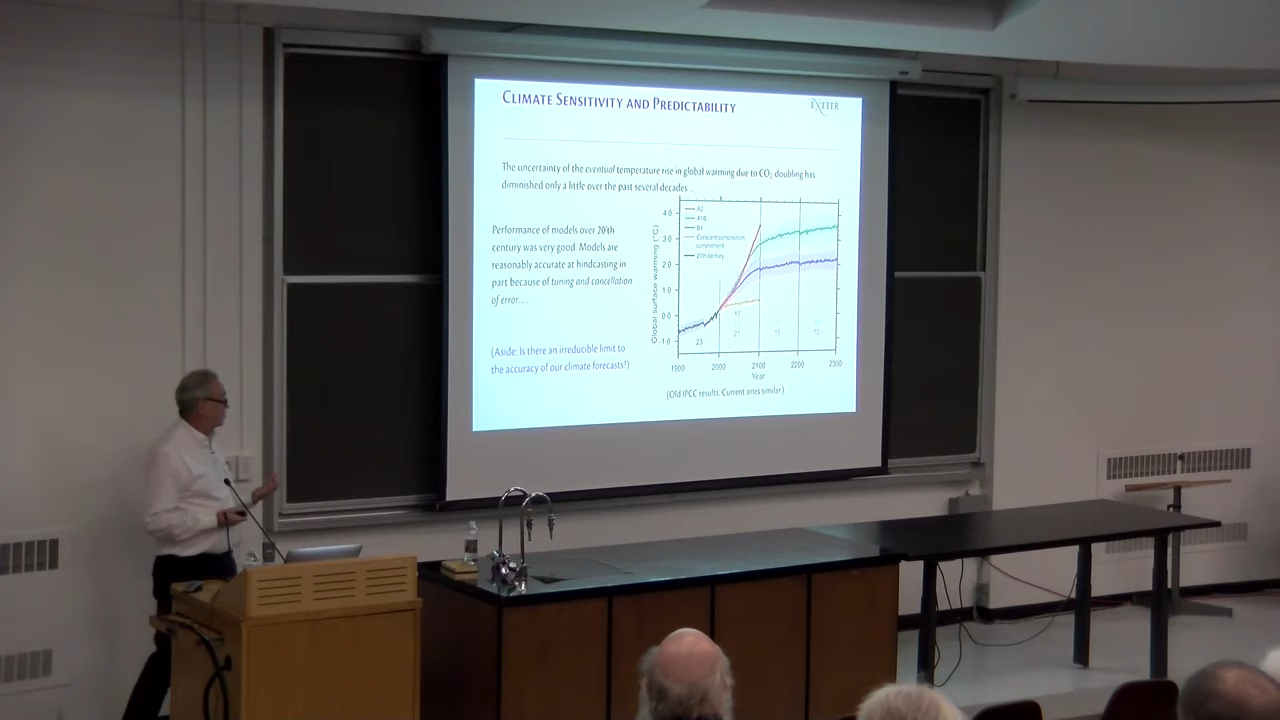 CLIMATE SENSITIVITY AND PREDICTABILITY
EXETER
The uncertainty of the eventual temperature rise in global warming due to CO₂ doubling has
diminished only a little over the past several decades...
Performance of models over 20th
century was very good. Models are
reasonably accurate at hindcasting in
part because of tuning and cancellation
of error....
(Aside: Is there an irreducible limit to
the accuracy of our climate forecasts?)
Global surface warming (°C)
4.0
3.0
2.0
1.0
0.0
-1.0
A2
A1B
B1
Constant composition
commitment
20th century
17
23
21
16
10
1900
2000
2100
2200
2300
Year
(Old IPCC results. Current ones similar.)